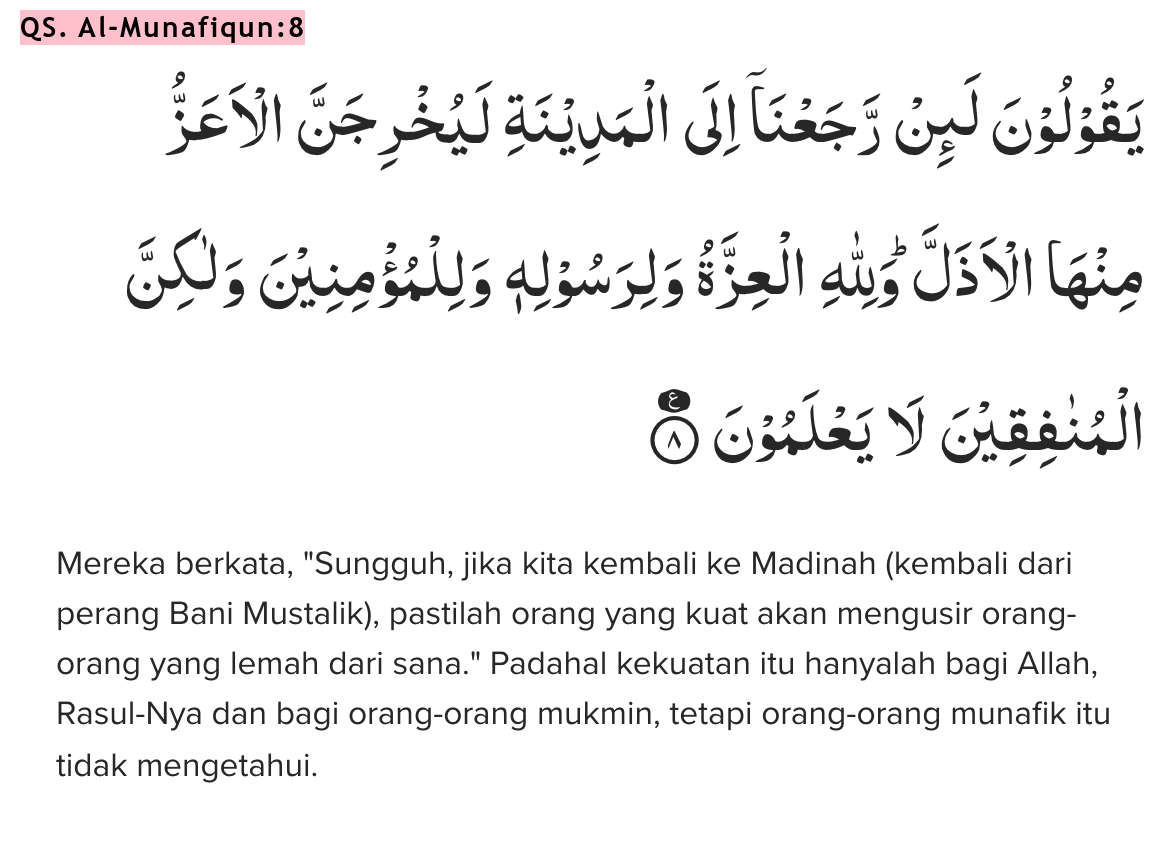 QS. Al-Munafiqun:8
يَقُوْلُوْنَ لَىِٕنْ رَّجَعْنَآ اِلَى الْمَدِيْنَةِ لَيُخْرِجَنَّ الْاَعَزُّ
مِنْهَا الْاَذَلَّ ۗوَلِلّٰهِ الْعِزَّةُ وَلِرَسُوْلِهٖ وَلِلْمُؤْمِنِيْنَ وَلٰكِنَّ
الْمُنٰفِقِيْنَ لَا يَعْلَمُوْنَ ࣖ ٨
Mereka berkata, "Sungguh, jika kita kembali ke Madinah (kembali dari
perang Bani Mustalik), pastilah orang yang kuat akan mengusir orang-
orang yang lemah dari sana." Padahal kekuatan itu hanyalah bagi Allah,
Rasul-Nya dan bagi orang-orang mukmin, tetapi orang-orang munafik itu
tidak mengetahui.